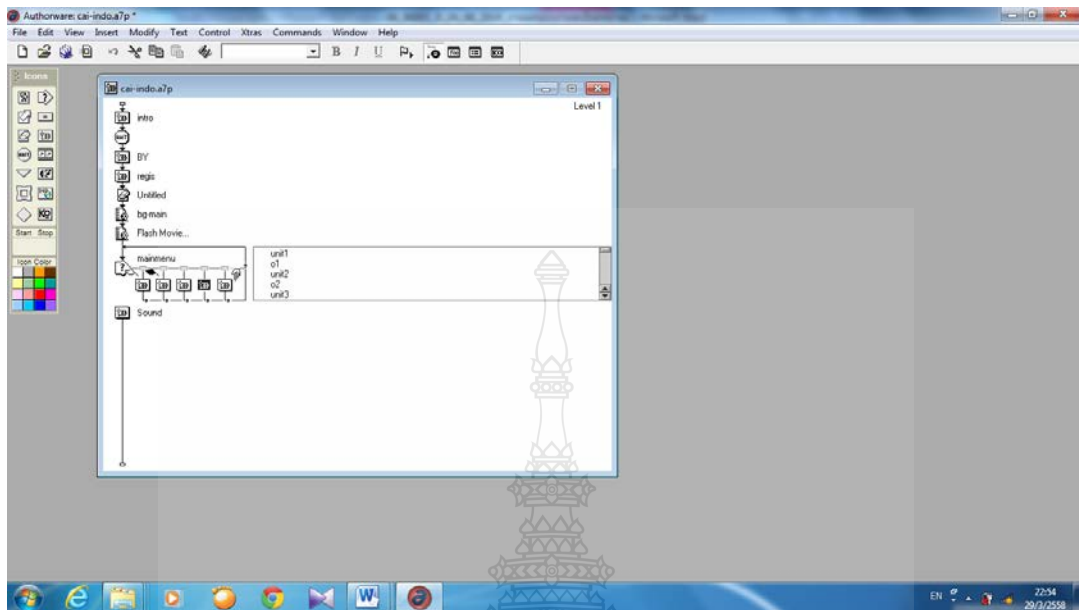 Authorware: cai-indo.a7p *
File Edit View Insert Modify Text Control Xtras Commands Window Help
B I U
Icons
cai-indo.a7p
Level 1
intro
WAIT
BY
regis
Untitled
bg-main
Flash Movie...
mainmenu
unit1
o1
unit2
o2
unit3
Sound
Start Stop
Icon Color
EN
22:54
29/3/2558